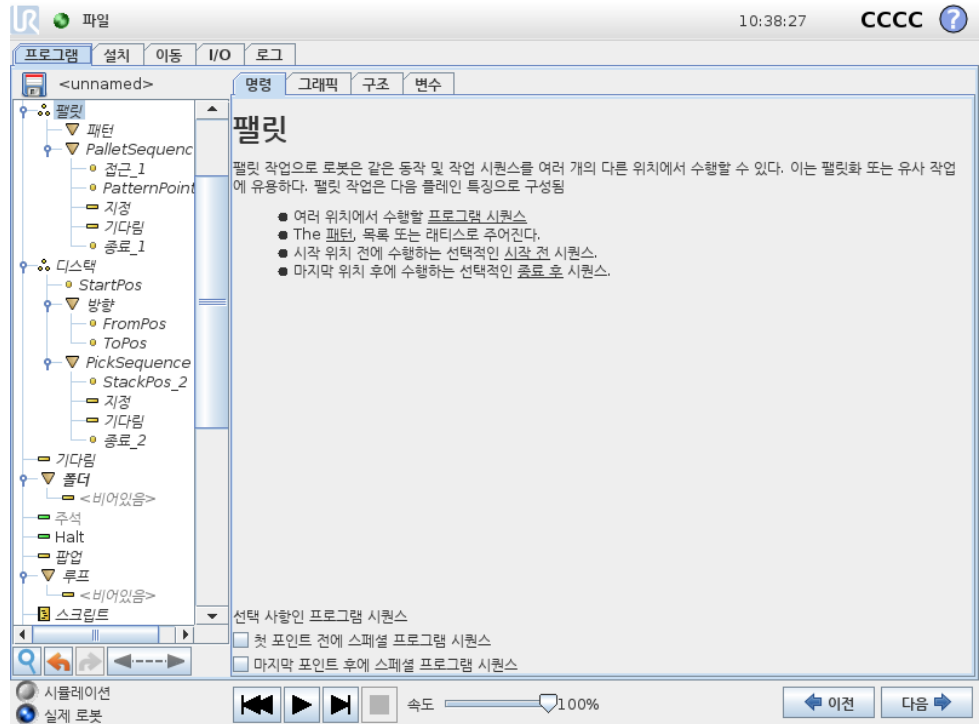 UR 파일 10:38:27 CCCC ?
프로그램 설치 이동 I/O 로그
<unnamed>
명령 그래픽 구조 변수
팰릿
패턴
PalletSequenc
접근_1
PatternPoint
지정
기다림
종료_1
디스택
StartPos
방향
FromPos
ToPos
PickSequence
StackPos_2
지정
기다림
종료_2
기다림
폴더
<비어있음>
주석
Halt
팝업
루프
<비어있음>
스크립트
팰릿
팰릿 작업으로 로봇은 같은 동작 및 작업 시퀀스를 여러 개의 다른 위치에서 수행할 수 있다. 이는 팰릿화 또는 유사 작업
에 유용하다. 팰릿 작업은 다음 플레인 특징으로 구성됨
● 여러 위치에서 수행할 프로그램 시퀀스
● The 패턴, 목록 또는 래티스로 주어진다.
● 시작 위치 전에 수행하는 선택적인 시작 전 시퀀스.
● 마지막 위치 후에 수행하는 선택적인 종료 후 시퀀스.
선택 사항인 프로그램 시퀀스
첫 포인트 전에 스페셜 프로그램 시퀀스
마지막 포인트 후에 스페셜 프로그램 시퀀스
시뮬레이션
실제 로봇
속도 100%
이전 다음